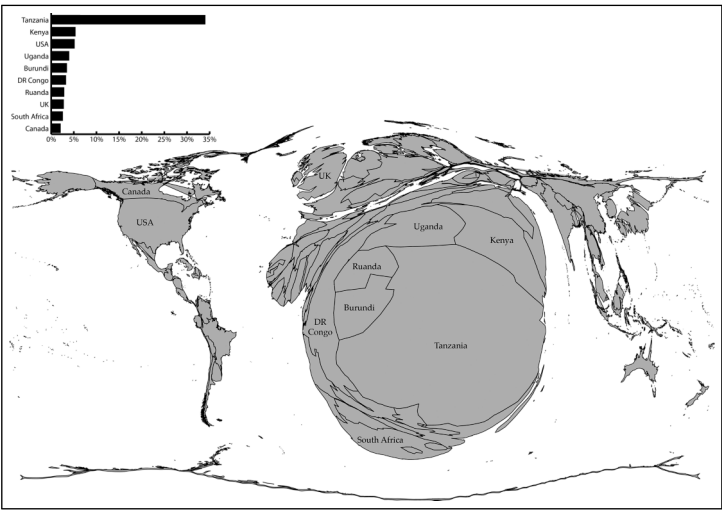 Tanzania
Kenya
USA
Uganda
Burundi
DR Congo
Ruanda
UK
South Africa
Canada
0% 5% 10% 15% 20% 25% 30% 35%
UK
Canada
USA
Uganda
Kenya
Ruanda
Burundi
DR
Congo
Tanzania
South Africa